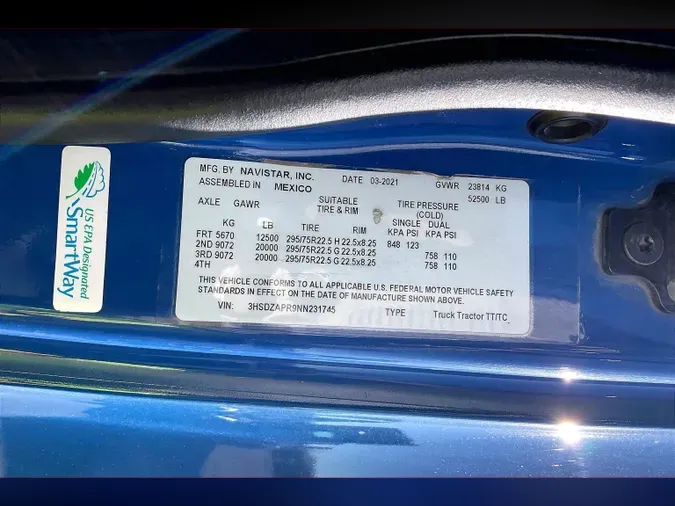 MFG. BY NAVISTAR, INC. DATE 03-2021 GVWR 23814 KG
ASSEMBLED IN MEXICO 52500 LB
AXLE GAWR SUITABLE TIRE PRESSURE
TIRE & RIM (COLD)
KG LB TIRE RIM SINGLE DUAL
KPA PSI KPA PSI
FRT 5670 12500 295/75R22.5 H 22.5x8.25 848 123
2ND 9072 20000 295/75R22.5 G 22.5x8.25 758 110
3RD 9072 20000 295/75R22.5 G 22.5x8.25 758 110
4TH
THIS VEHICLE CONFORMS TO ALL APPLICABLE U.S. FEDERAL MOTOR VEHICLE SAFETY
STANDARDS IN EFFECT ON THE DATE OF MANUFACTURE SHOWN ABOVE.
VIN: 3HSDZAPR9NN231745 TYPE Truck Tractor TT/TC
US EPA Designated
SmartWay